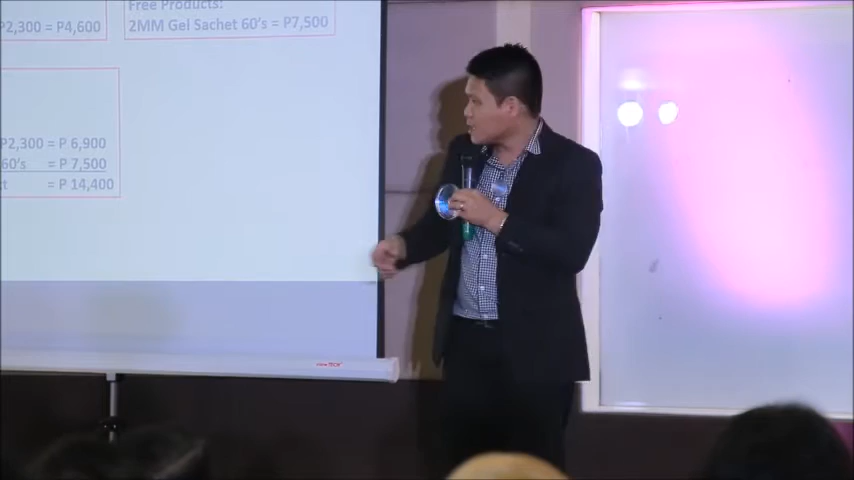 P2,300 = P4,600
Free Products:
2MM Gel Sachet 60's = P7,500
P2,300 = P 6,900
60's = P 7,500
= P 14,400